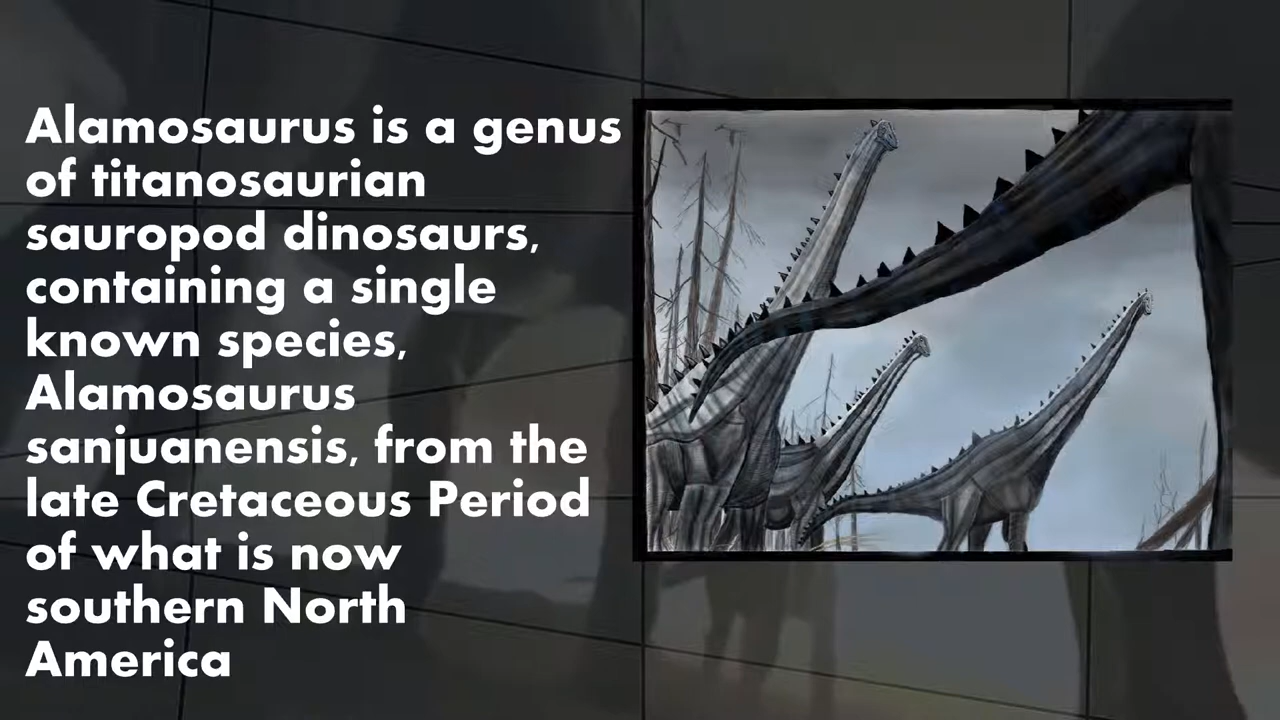 Alamosaurus is a genus
of titanosaurian
sauropod dinosaurs,
containing a single
known species,
Alamosaurus
sanjuanensis, from the
late Cretaceous Period
of what is now
southern North
America